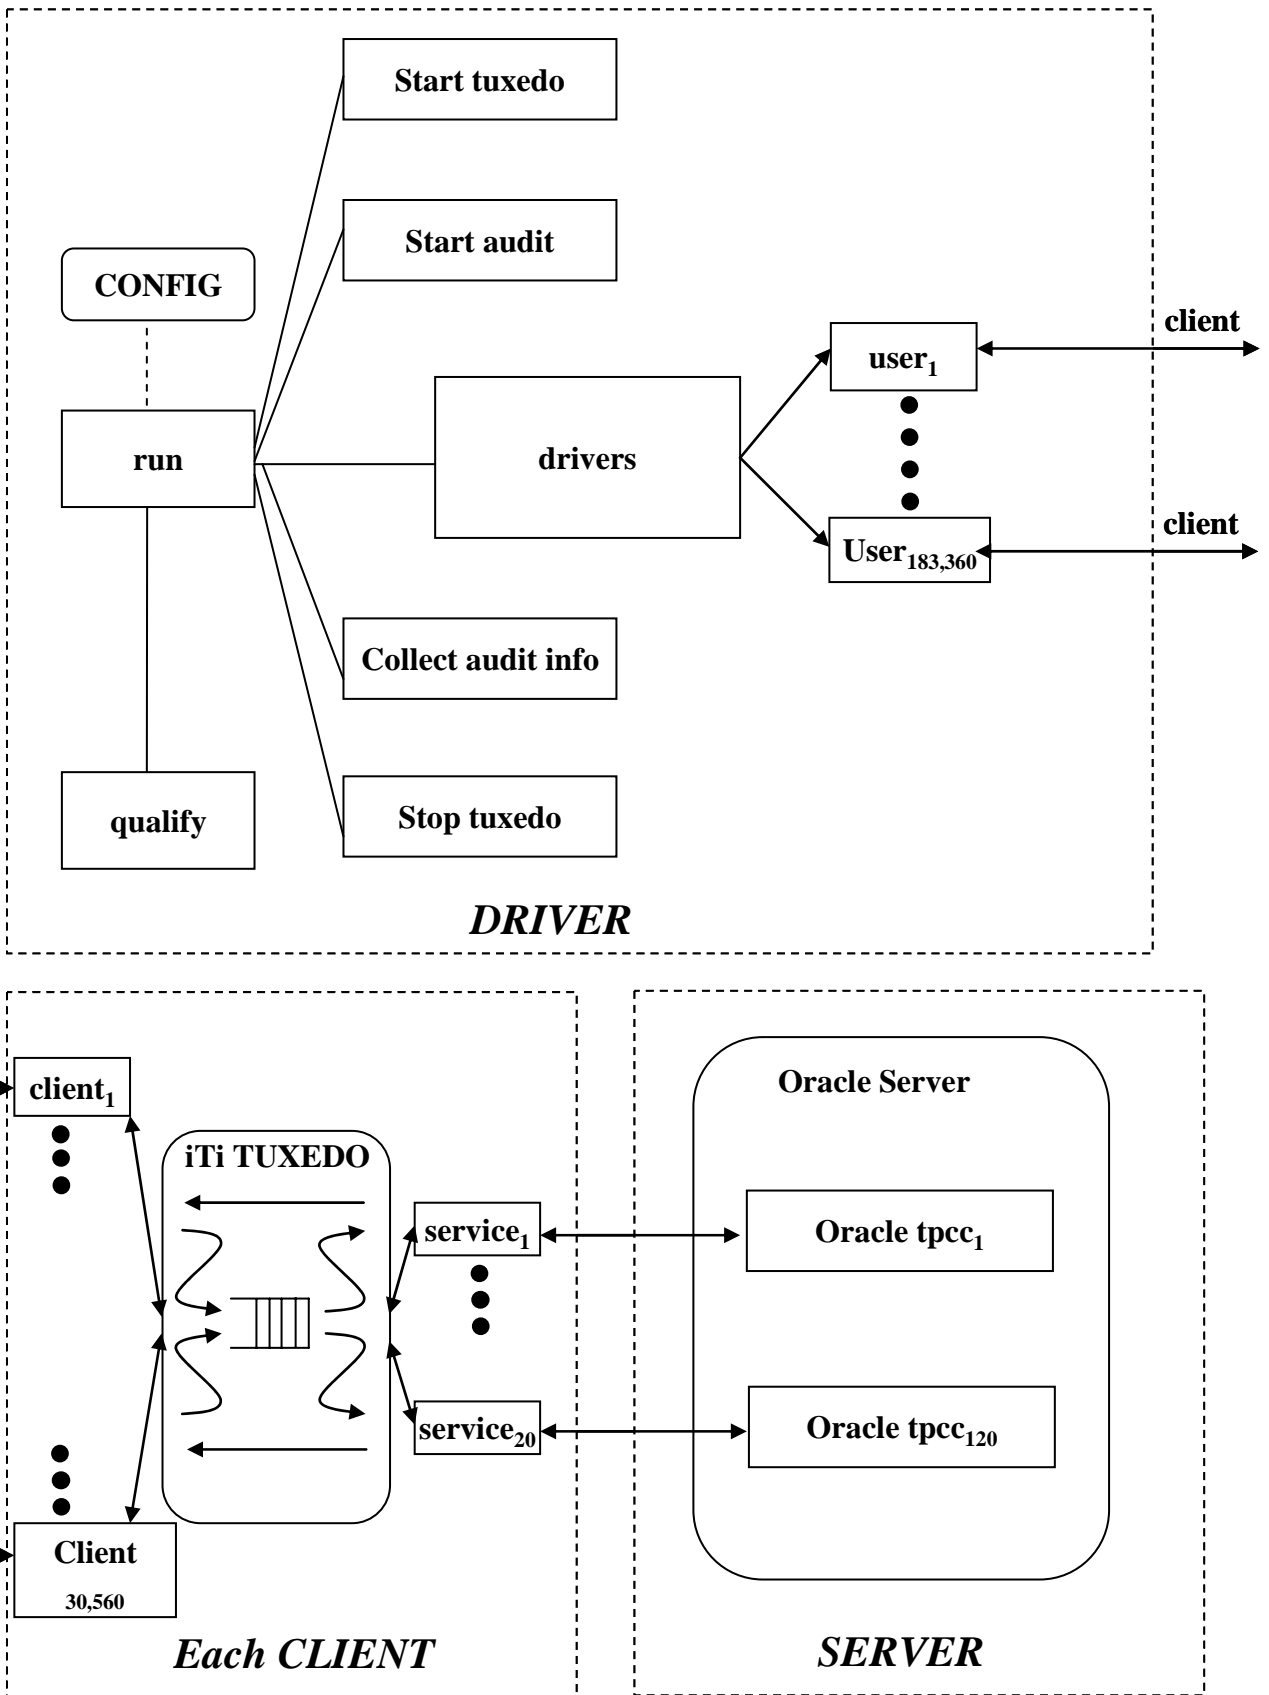 Start tuxedo
Start audit
CONFIG
client
user1
run
drivers
client
User183,360
Collect audit info
qualify
Stop tuxedo
DRIVER
client1
Oracle Server
iTi TUXEDO
service1
Oracle tpcc1
service20
Oracle tpcc120
Client
30,560
Each CLIENT
SERVER